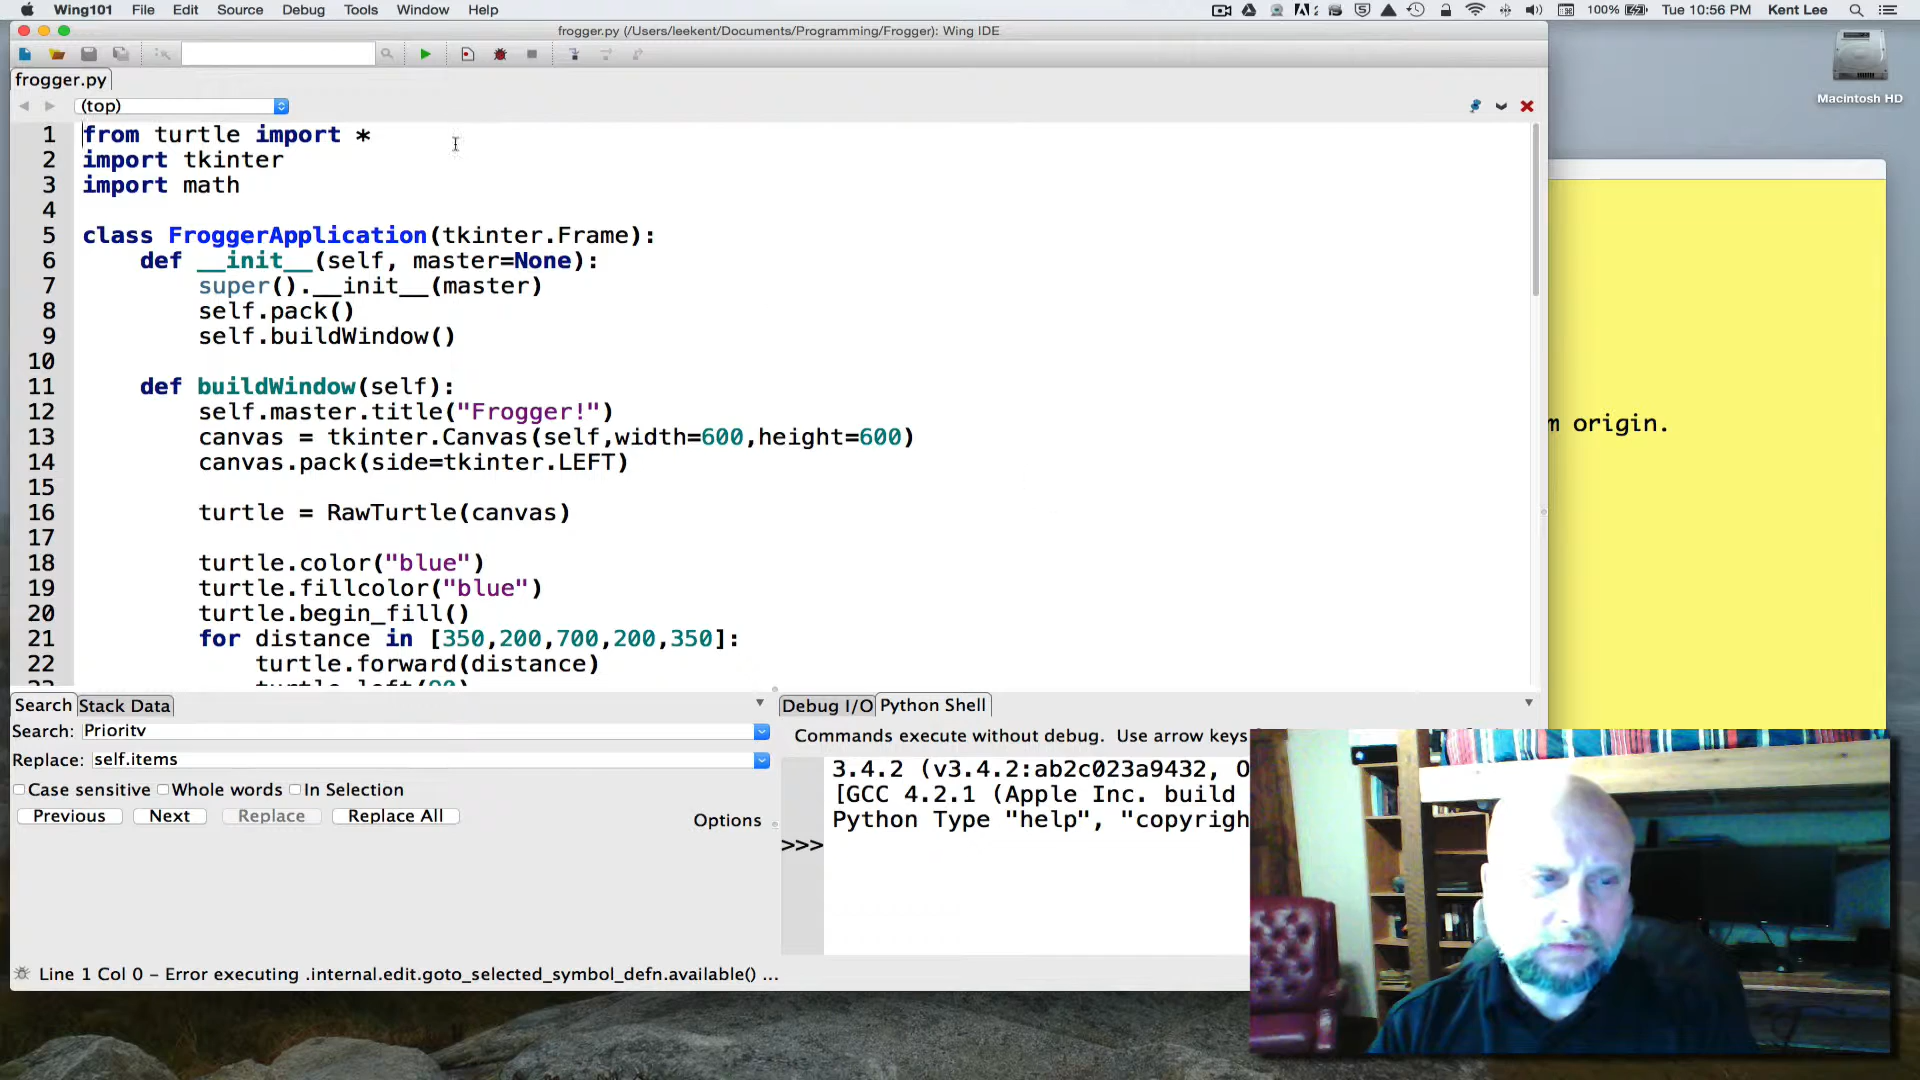 Wing101 File Edit Source Debug Tools Window Help 100% Tue 10:56 PM Kent Lee
frogger.py (/Users/leekent/Documents/Programming/Frogger): Wing IDE
frogger.py
(top)
Macintosh HD
1 from turtle import *
2 import tkinter
3 import math
4
5 class FroggerApplication(tkinter.Frame):
6 def __init__(self, master=None):
7 super().__init__(master)
8 self.pack()
9 self.buildWindow()
10
11 def buildWindow(self):
12 self.master.title("Frogger!")
13 canvas = tkinter.Canvas(self,width=600,height=600)
14 canvas.pack(side=tkinter.LEFT)
15
16 turtle = RawTurtle(canvas)
17
18 turtle.color("blue")
19 turtle.fillcolor("blue")
20 turtle.begin_fill()
21 for distance in [350,200,700,200,350]:
22 turtle.forward(distance)
23 turtle.left(90)
m origin.
Search Stack Data
Search: Priority
Replace: self.items
Case sensitive Whole words In Selection
Previous Next Replace Replace All
Options
Debug I/O Python Shell
Commands execute without debug. Use arrow keys
3.4.2 (v3.4.2:ab2c023a9432, O
[GCC 4.2.1 (Apple Inc. build
Python Type "help", "copyrigh
>>>
Line 1 Col 0 – Error executing .internal.edit.goto_selected_symbol_defn.available() ...